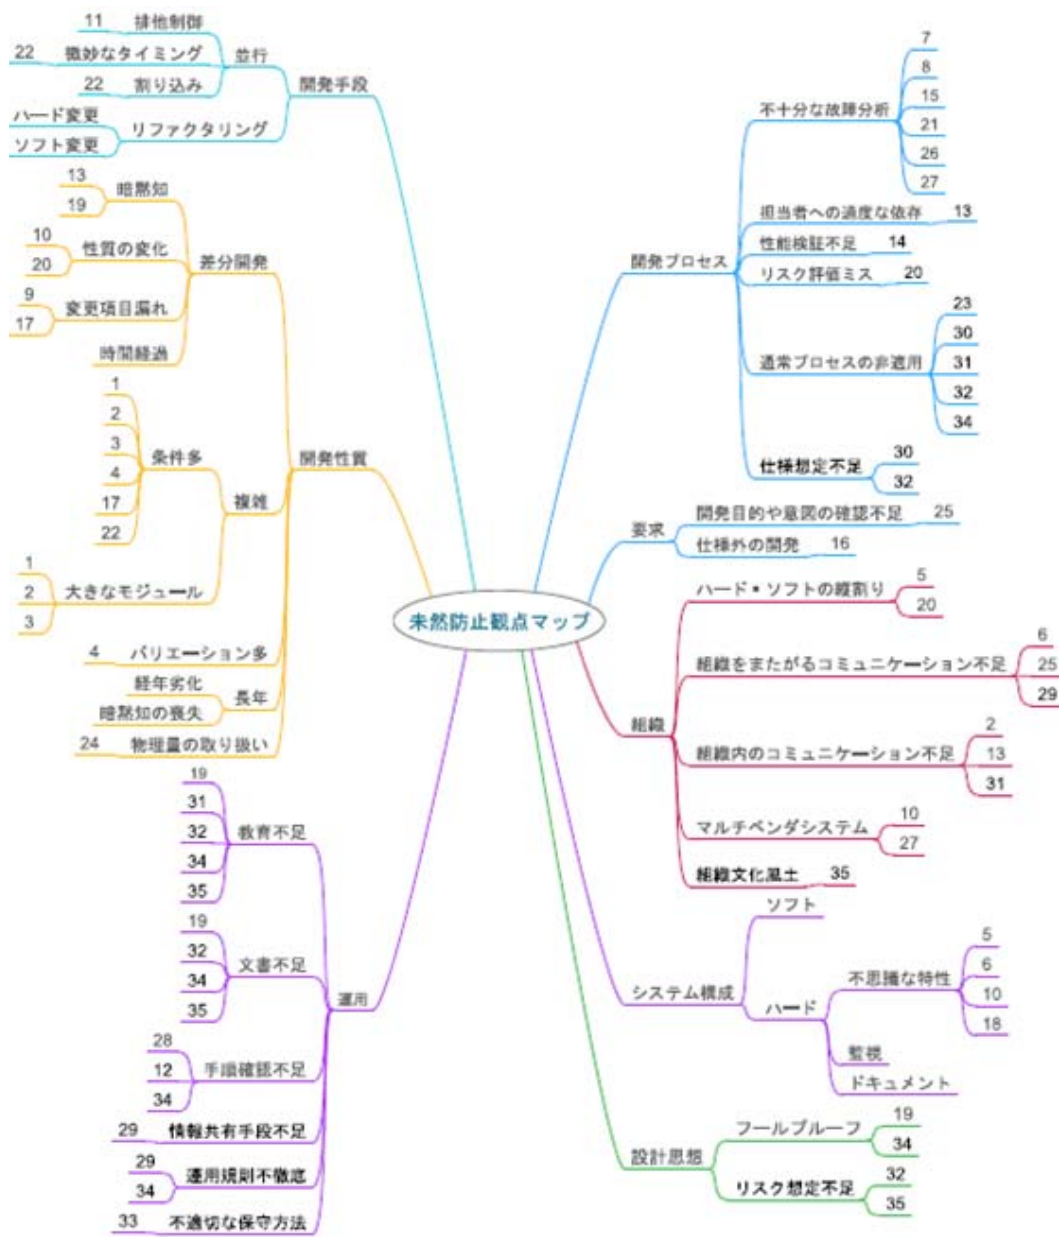 未然防止観点マップ
開発手段
並行
排他制御
11
微妙なタイミング
22
割り込み
22
リファクタリング
ハード変更
ソフト変更
開発性質
差分開発
暗黙知
13
19
性質の変化
10
20
変更項目漏れ
9
17
時間経過
複雑
条件多
1
2
3
4
17
22
大きなモジュール
1
2
3
バリエーション多
4
長年
経年劣化
暗黙知の喪失
物理量の取り扱い
24
運用
教育不足
19
31
32
34
35
文書不足
19
32
34
35
手順確認不足
28
12
34
情報共有手段不足
29
運用規則不徹底
29
34
不適切な保守方法
33
開発プロセス
不十分な故障分析
7
8
15
21
26
27
担当者への過度な依存
13
性能検証不足
14
リスク評価ミス
20
通常プロセスの非適用
23
30
31
32
34
仕様想定不足
30
32
要求
開発目的や意図の確認不足
25
仕様外の開発
16
組織
ハード・ソフトの縦割り
5
20
組織をまたがるコミュニケーション不足
6
25
29
組織内のコミュニケーション不足
2
13
31
マルチベンダシステム
10
27
組織文化風土
35
システム構成
ソフト
ハード
不思議な特性
5
6
10
18
監視
ドキュメント
設計思想
フールプルーフ
19
34
リスク想定不足
32
35